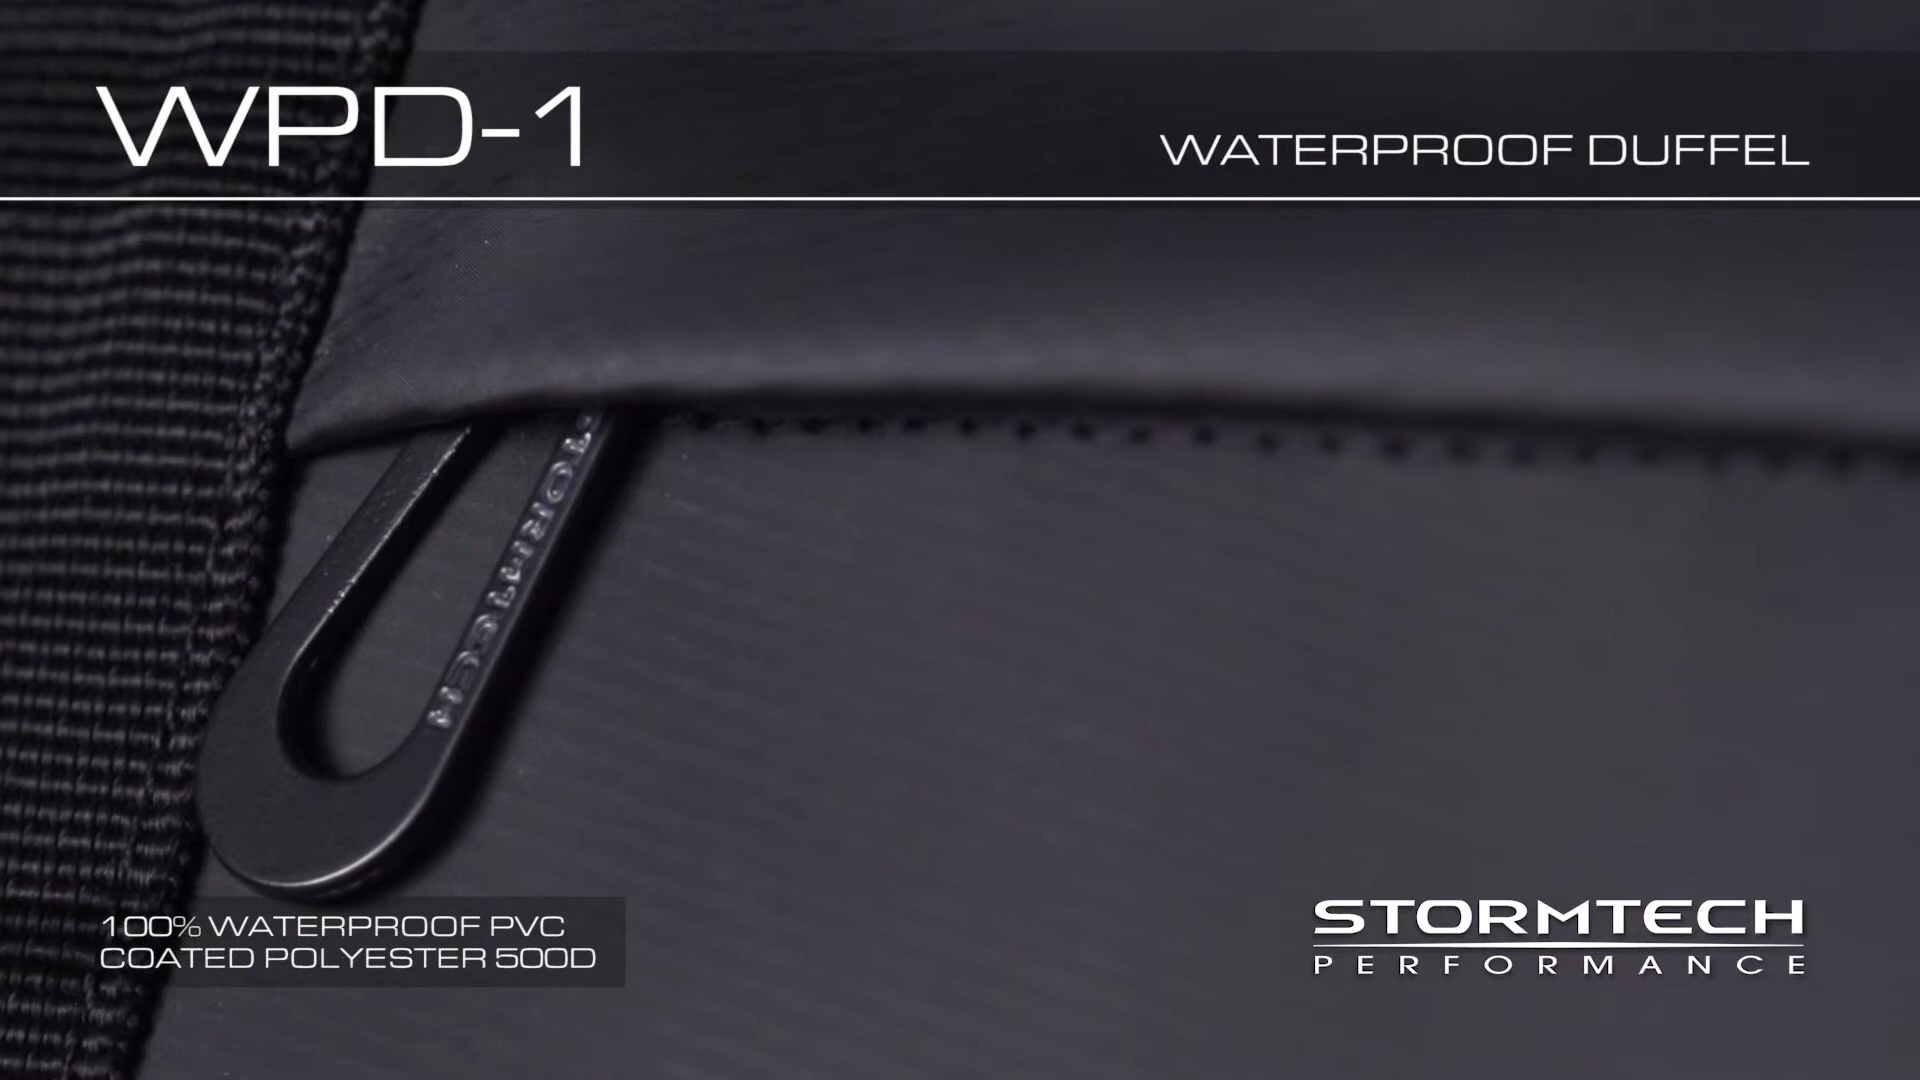 WPD-1
WATERPROOF DUFFEL
100% WATERPROOF PVC
COATED POLYESTER 500D
STORMTECH
PERFORMANCE